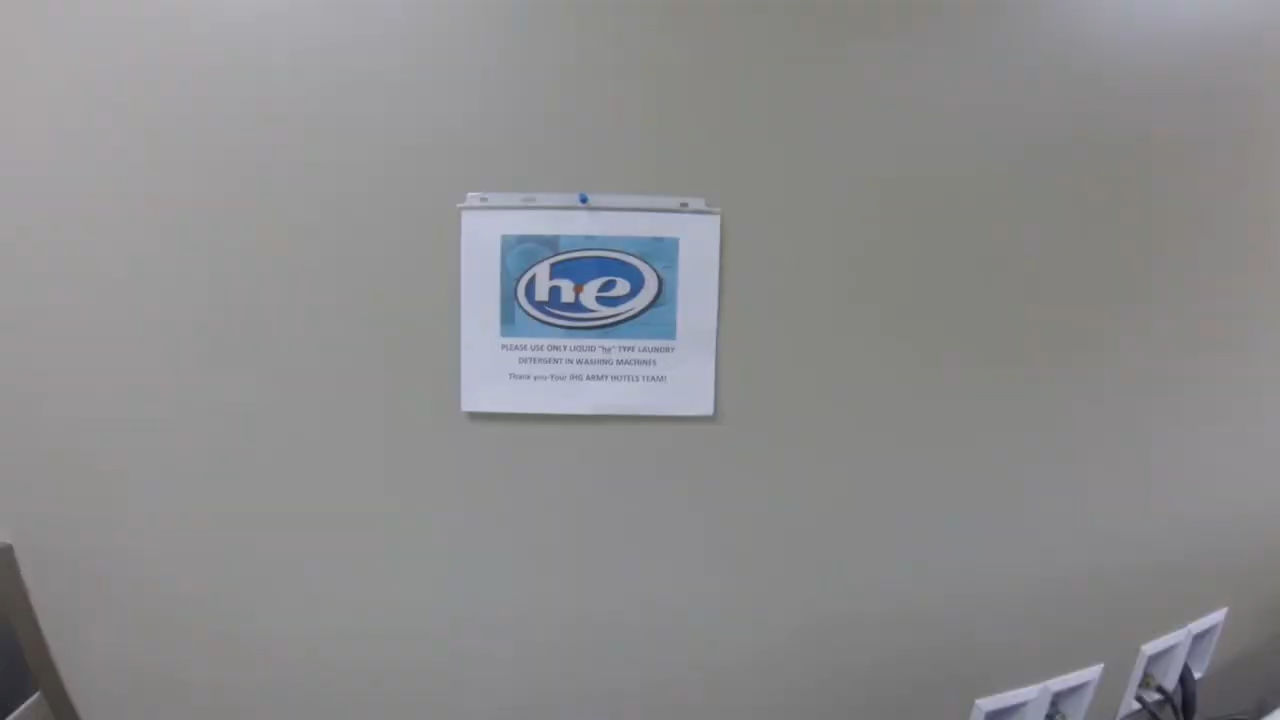 he
PLEASE USE ONLY LIQUID "he" TYPE LAUNDRY
DETERGENT IN WASHING MACHINES
Thank you-Your IHG ARMY HOTELS TEAM!